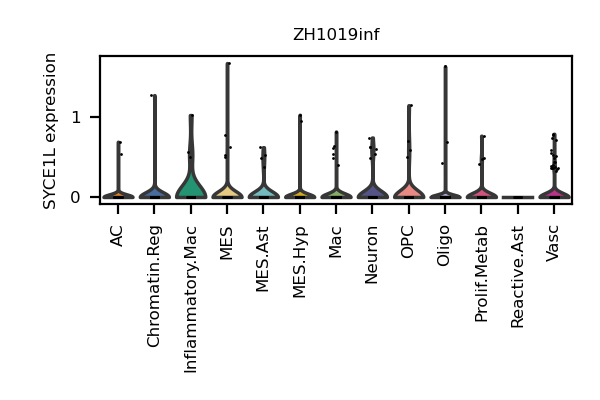 ZH1019inf
SYCE1L expression
1
0
AC
Chromatin.Reg
Inflammatory.Mac
MES
MES.Ast
MES.Hyp
Mac
Neuron
OPC
Oligo
Prolif.Metab
Reactive.Ast
Vasc